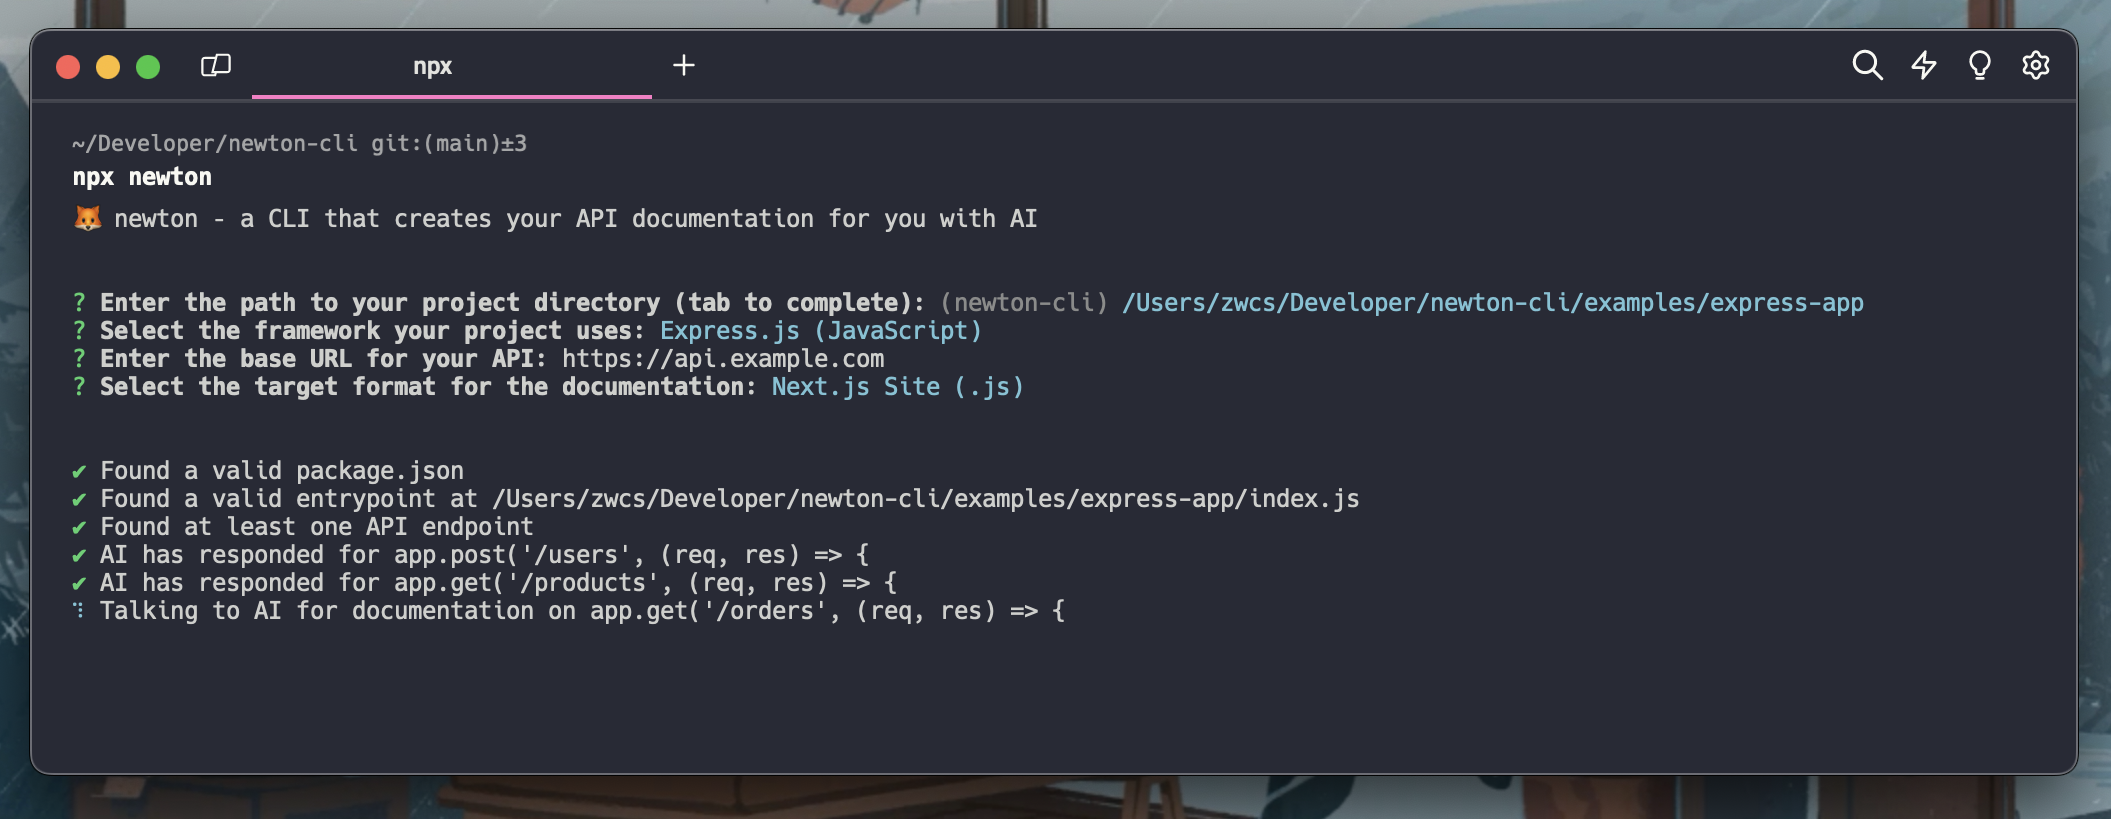 npx
~/Developer/newton-cli git:(main)±3
npx newton
🦊 newton - a CLI that creates your API documentation for you with AI
? Enter the path to your project directory (tab to complete): (newton-cli) /Users/zwcs/Developer/newton-cli/examples/express-app
? Select the framework your project uses: Express.js (JavaScript)
? Enter the base URL for your API: https://api.example.com
? Select the target format for the documentation: Next.js Site (.js)
✔ Found a valid package.json
✔ Found a valid entrypoint at /Users/zwcs/Developer/newton-cli/examples/express-app/index.js
✔ Found at least one API endpoint
✔ AI has responded for app.post('/users', (req, res) => {
✔ AI has responded for app.get('/products', (req, res) => {
⠹ Talking to AI for documentation on app.get('/orders', (req, res) => {